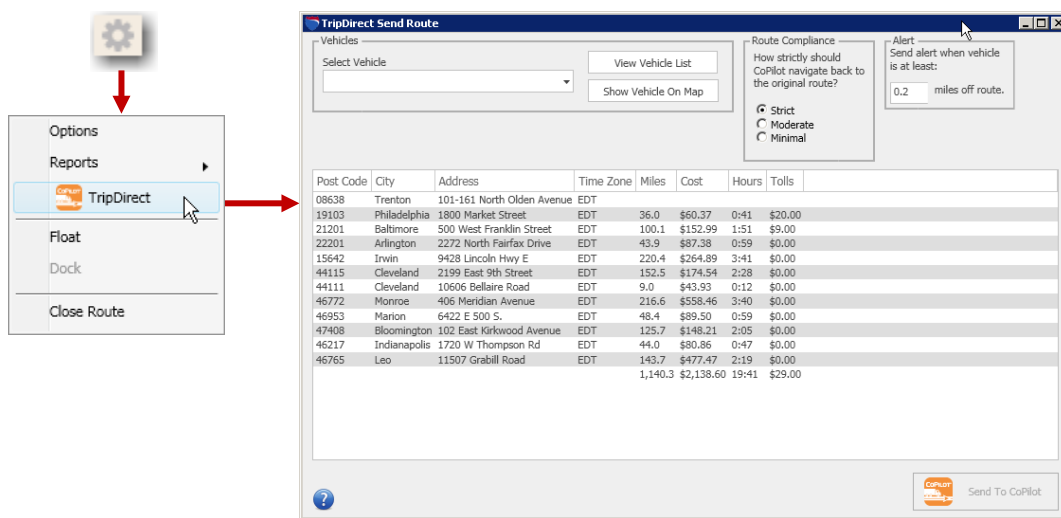 TripDirect Send Route
Vehicles
Select Vehicle
View Vehicle List
Show Vehicle On Map
Route Compliance
How strictly should
CoPilot navigate back to
the original route?
Strict
Moderate
Minimal
Alert
Send alert when vehicle
is at least:
0.2 miles off route.
Options
Reports
CoPilot TripDirect
Float
Dock
Close Route
Post Code City Address Time Zone Miles Cost Hours Tolls
08638 Trenton 101-161 North Olden Avenue EDT
19103 Philadelphia 1800 Market Street EDT 36.0 $60.37 0:41 $20.00
21201 Baltimore 500 West Franklin Street EDT 100.1 $152.99 1:51 $9.00
22201 Arlington 2272 North Fairfax Drive EDT 43.9 $87.38 0:59 $0.00
15642 Irwin 9428 Lincoln Hwy E EDT 220.4 $264.89 3:41 $0.00
44115 Cleveland 2199 East 9th Street EDT 152.5 $174.54 2:28 $0.00
44111 Cleveland 10606 Bellaire Road EDT 9.0 $43.93 0:12 $0.00
46772 Monroe 406 Meridian Avenue EDT 216.6 $558.46 3:40 $0.00
46953 Marion 6422 E 500 S. EDT 48.4 $89.50 0:59 $0.00
47408 Bloomington 102 East Kirkwood Avenue EDT 125.7 $148.21 2:05 $0.00
46217 Indianapolis 1720 W Thompson Rd EDT 44.0 $80.86 0:47 $0.00
46765 Leo 11507 Grabill Road EDT 143.7 $477.47 2:19 $0.00
1,140.3 $2,138.60 19:41 $29.00
?
CoPilot Send To CoPilot